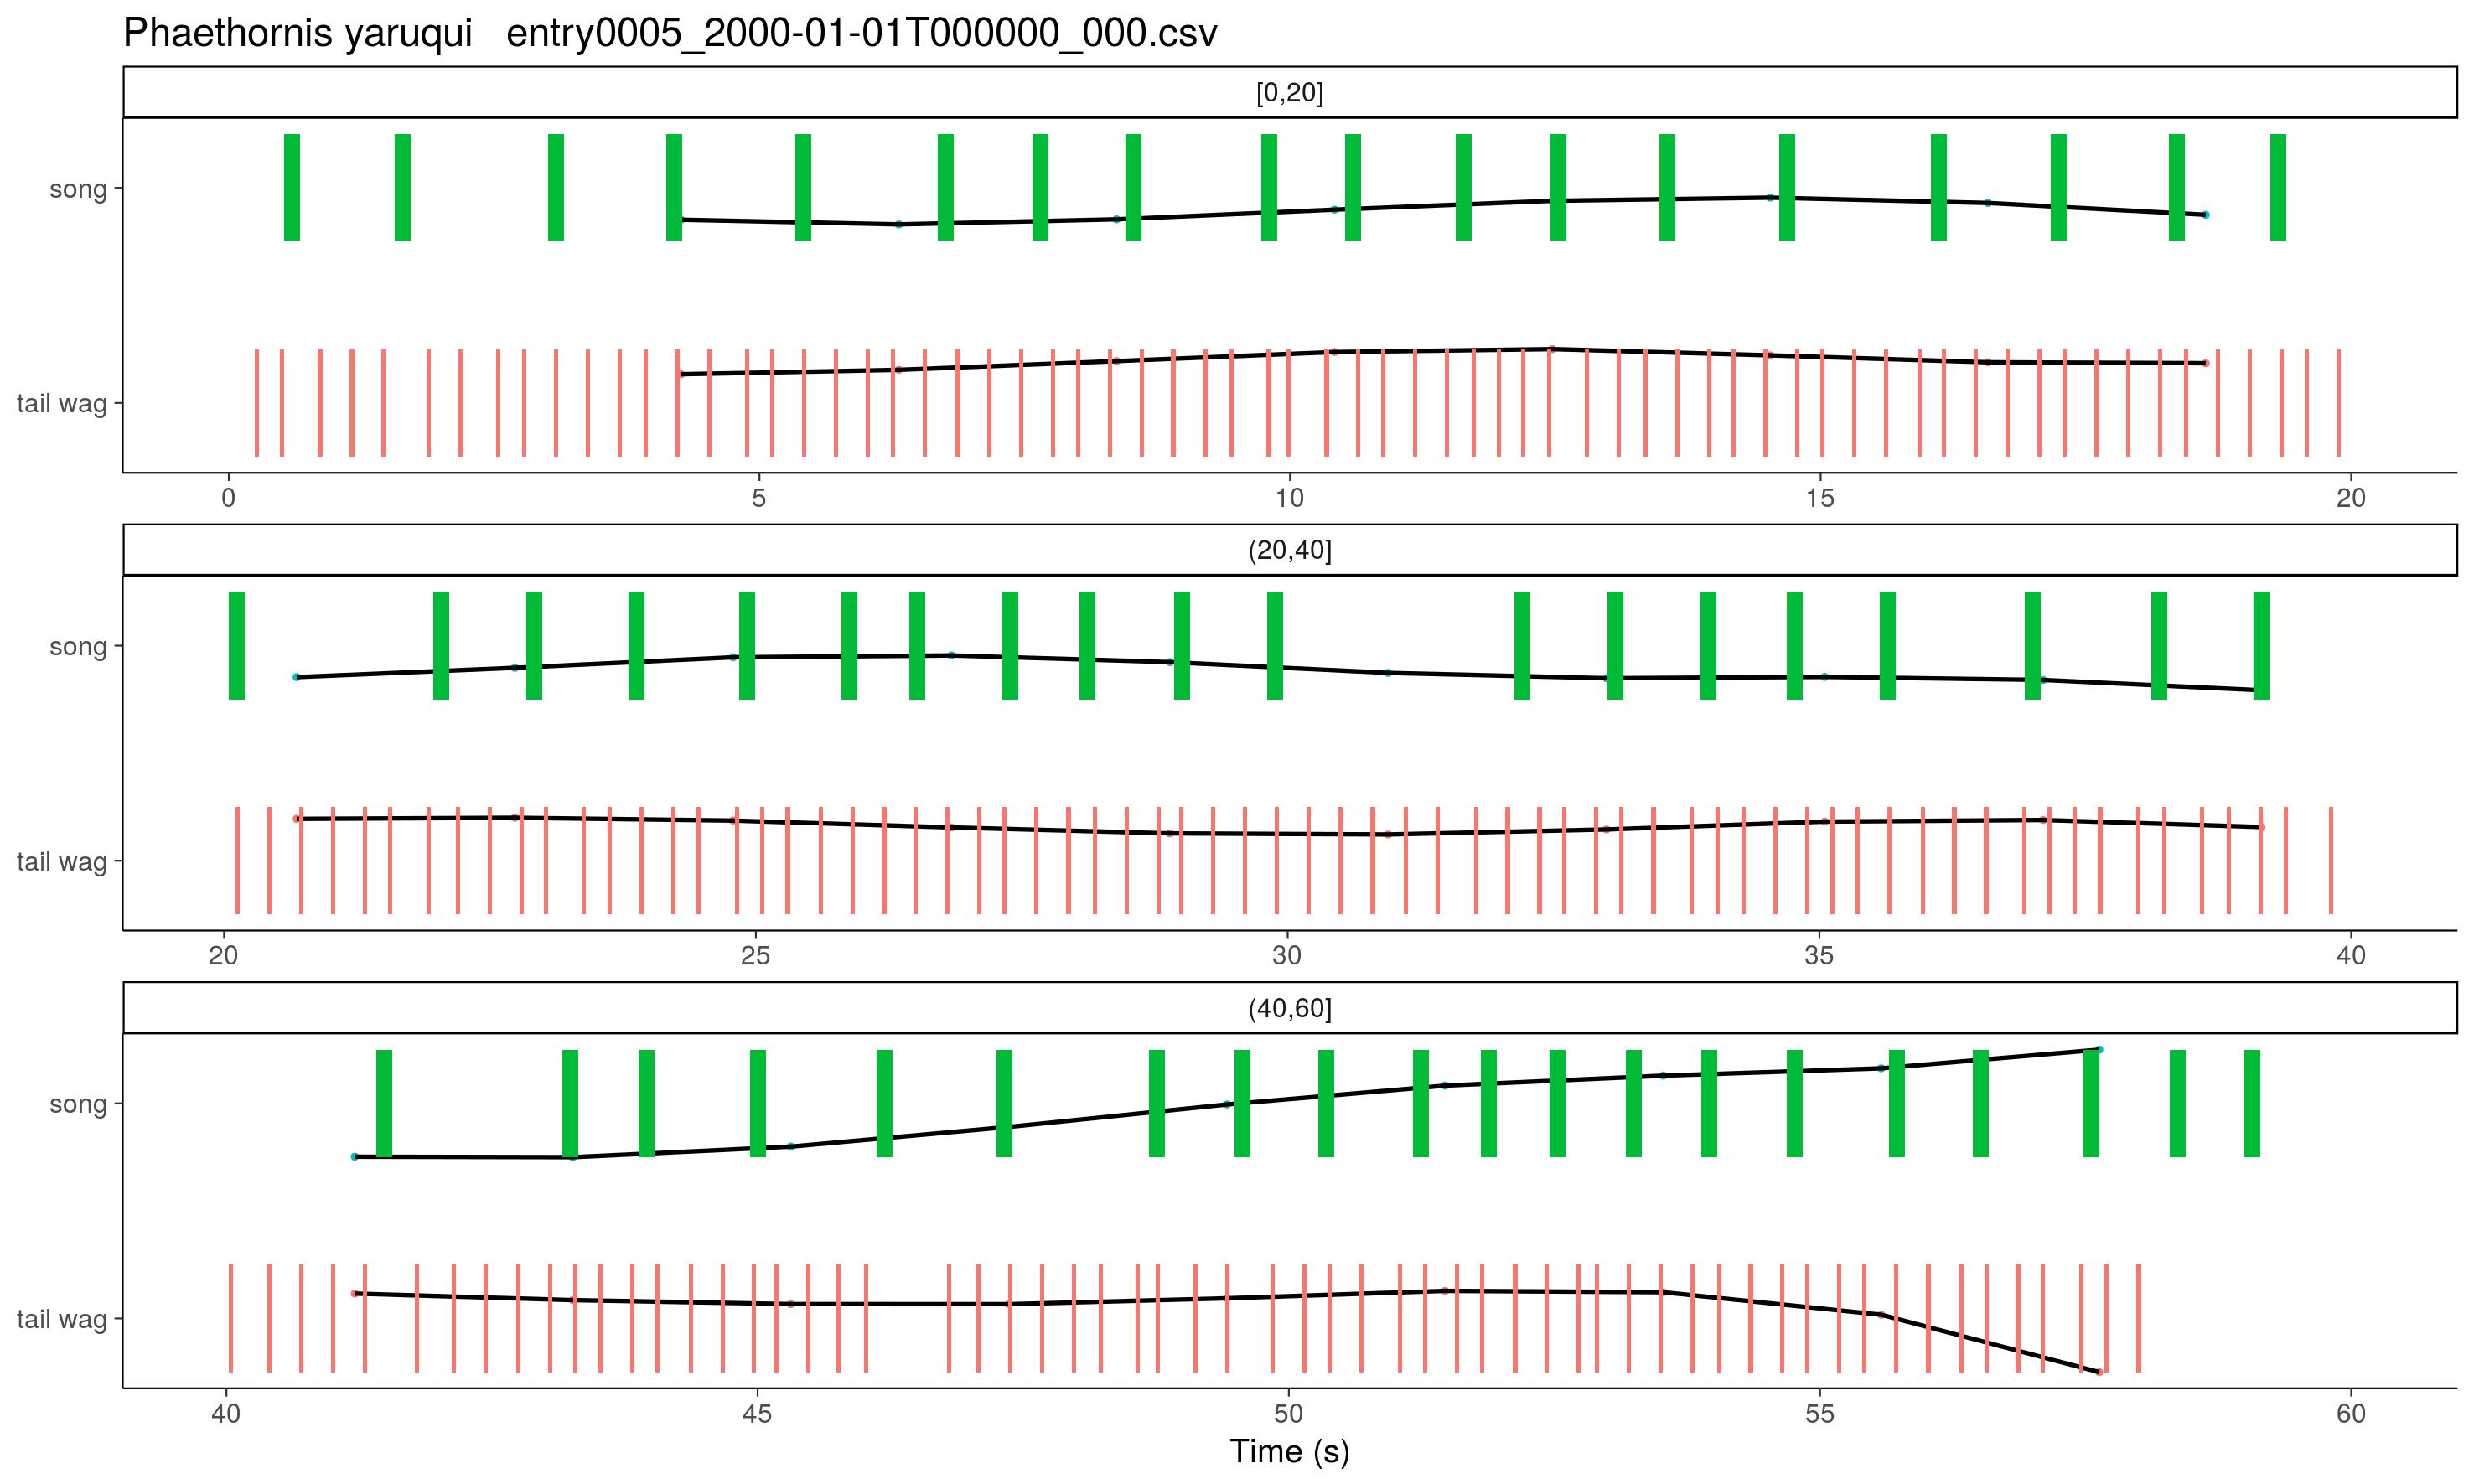 Phaethornis yaruqui   entry0005_2000-01-01T000000_000.csv
[0,20]
song
tail wag
0 5 10 15 20
(20,40]
song
tail wag
20 25 30 35 40
(40,60]
song
tail wag
40 45 50 55 60
Time (s)